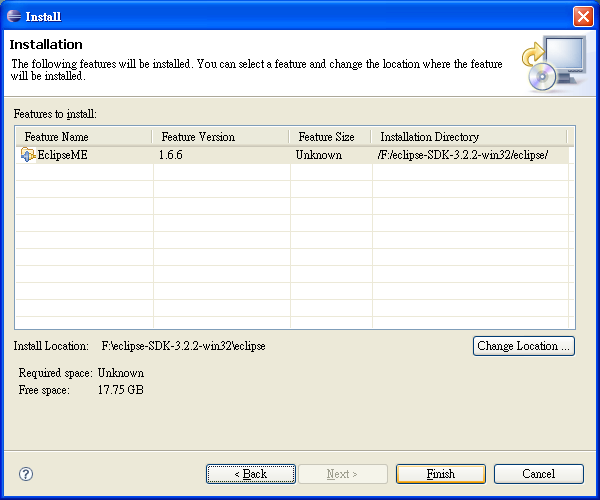 Install
Installation
The following features will be installed. You can select a feature and change the location where the feature
will be installed.
Features to install:
Feature Name Feature Version Feature Size Installation Directory
EclipseME 1.6.6 Unknown /F:/eclipse-SDK-3.2.2-win32/eclipse/
Install Location: F:\eclipse-SDK-3.2.2-win32\eclipse Change Location ...
Required space: Unknown
Free space: 17.75 GB
? < Back Next > Finish Cancel